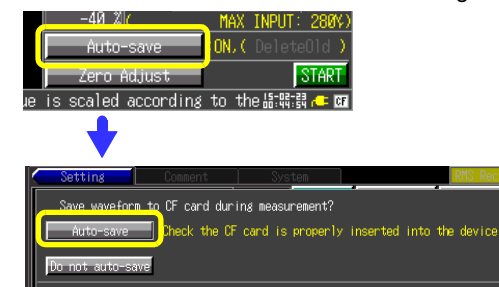 -40 %( MAX INPUT: 280%)
Auto-save ON,( DeleteOld )
Zero Adjust START
ue is scaled according to the 15-02-23 00:44:54 CF
Setting Comment System RMS Rec
Save waveform to CF card during measurement?
Auto-save Check the CF card is properly inserted into the device
Do not auto-save